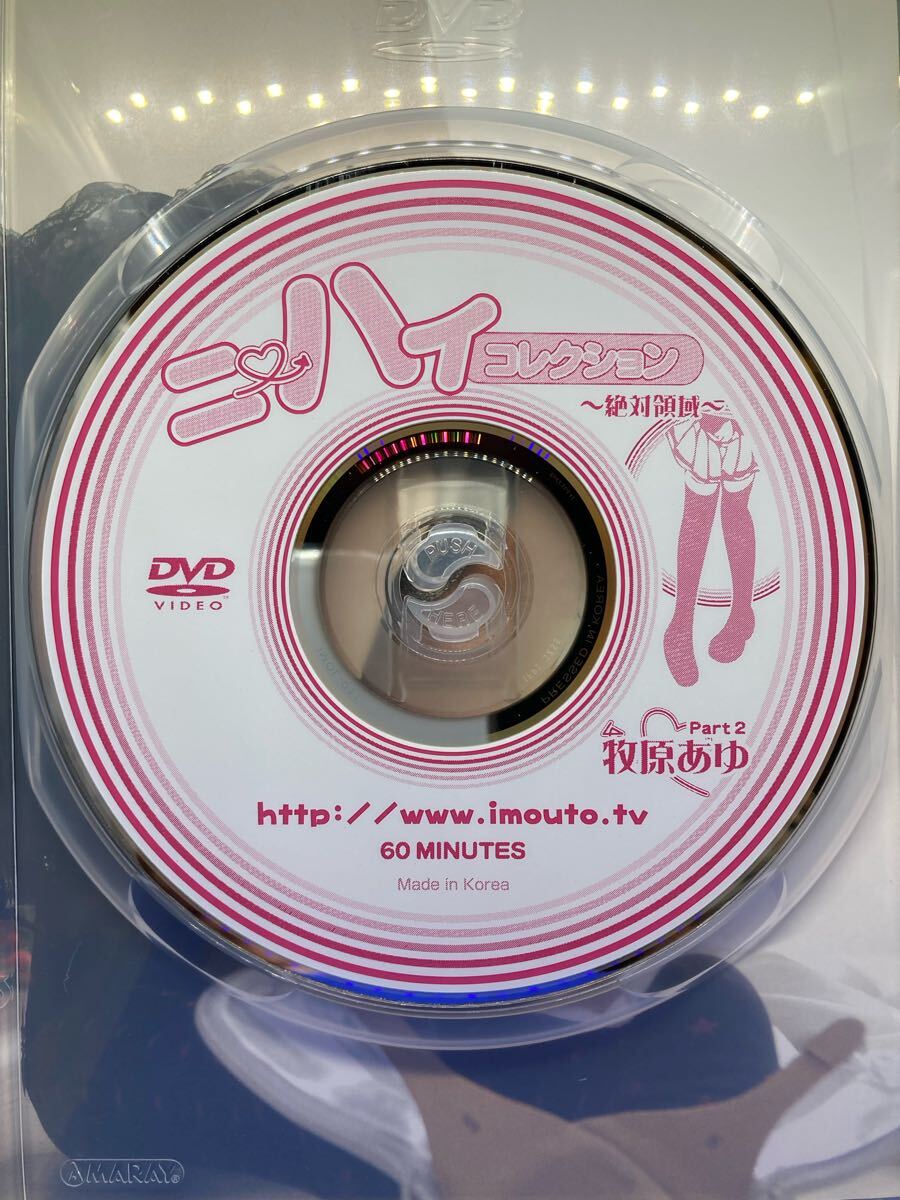 DVD
ニーハイ
コレクション
～絶対領域～
DVD
VIDEO
PUSH
HERE
PRESSED IN KOREA
Part 2
牧原あゆ
http://www.imouto.tv
60 MINUTES
Made in Korea
AMARAY®